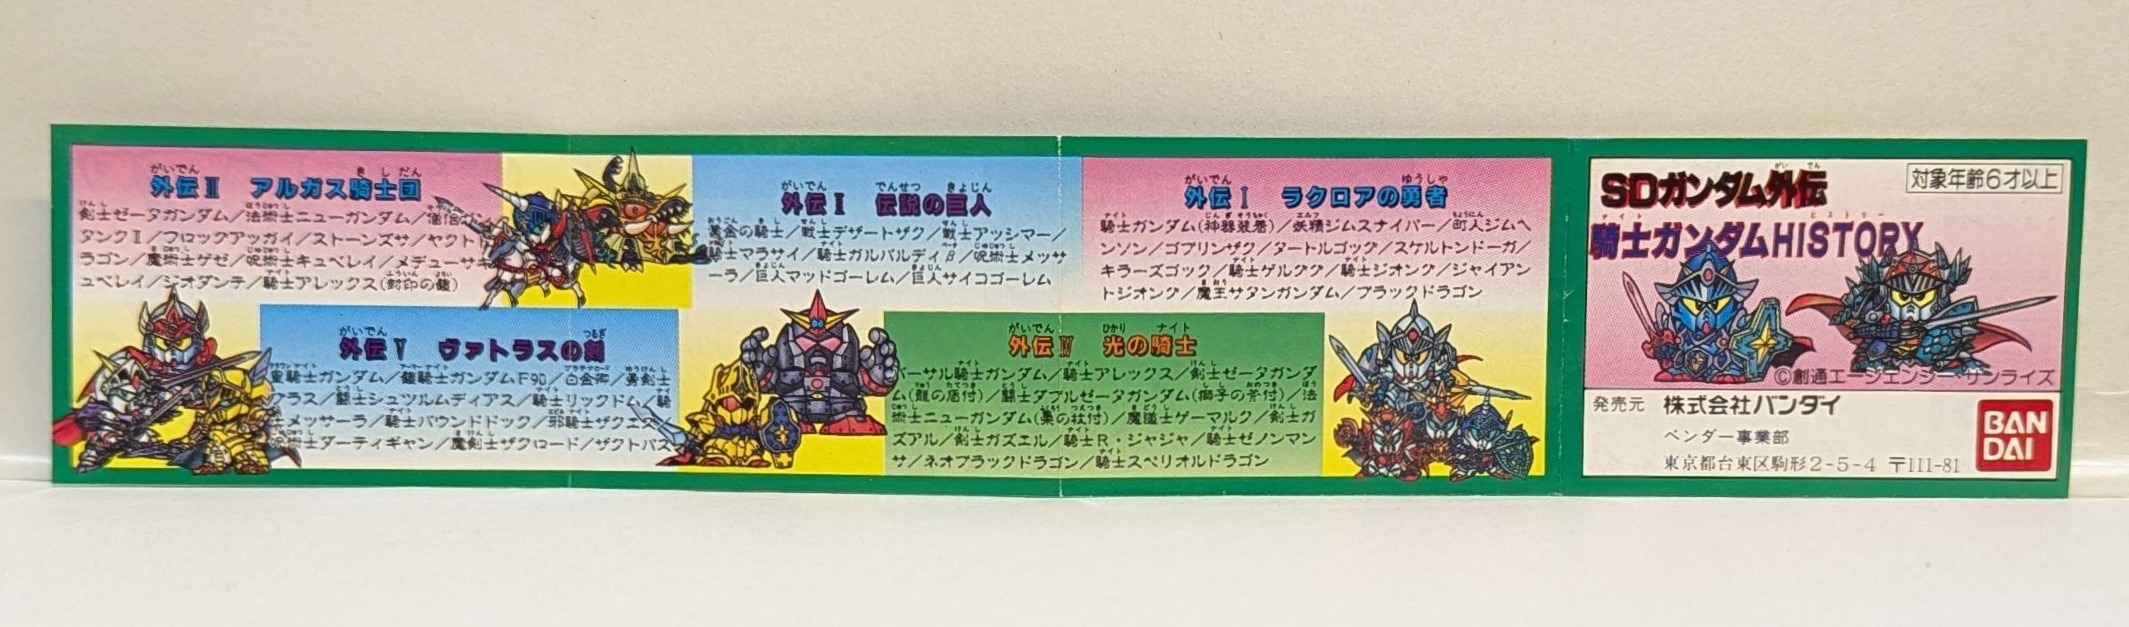 SDガンダム外伝
騎士ガンダムHISTORY
対象年齢6才以上
©創通エージェンシー・サンライズ
発売元 株式会社バンダイ
ベンダー事業部
東京都台東区駒形2-5-4 〒111-81
BANDAI
外伝Ⅰ ラクロアの勇者
騎士ガンダム(神器装着)/妖精ジムスナイパー/町人ジムヘ
ンソン/ゴブリンザク/タートルゴッグ/スケルトンドーガ/
キラーズゴック/騎士ゲルググ/騎士ジオング/ジャイアン
トジオング/魔王サタンガンダム/ブラックドラゴン
伝説の巨人
黄金の騎士/戦士デザートザク/戦士アッシマー/
騎士マラサイ/騎士ガルバルディβ/呪術士メッサ
ーラ/巨人マッドゴーレム/巨人サイコゴーレム
外伝Ⅱ アルガス騎士団
剣士ゼータガンダム/法術士ニューガンダム/僧侶ガン
タンクⅡ/フロッグアッガイ/ストーンズサ/ヤクト
ラゴン/魔術士ゲゼ/呪術士キュベレイ/メデューサキ
ュベレイ/ジオダンテ/騎士アレックス(封印の鎧)
外伝Ⅳ 光の騎士
バーサル騎士ガンダム/騎士アレックス/剣士ゼータガンダ
ム(龍の盾付)/闘士ダブルゼータガンダム(獅子の斧付)/法
術士ニューガンダム(梟の杖付)/魔道士ゲーマルク/剣士ガ
ズアル/剣士ガズエル/騎士R・ジャジャ/騎士ゼノンマン
サ/ネオブラックドラゴン/騎士スペリオルドラゴン
外伝Ⅴ ヴァトラスの剣
皇騎士ガンダム/鎧騎士ガンダムF90/白金卿/勇剣士
プラス/闘士シュツルムディアス/騎士リックドム/騎
士メッサーラ/騎士バウンドドック/邪騎士ザクエス
呪術士ダーティギャン/魔剣士ザクロード/ザクトパス